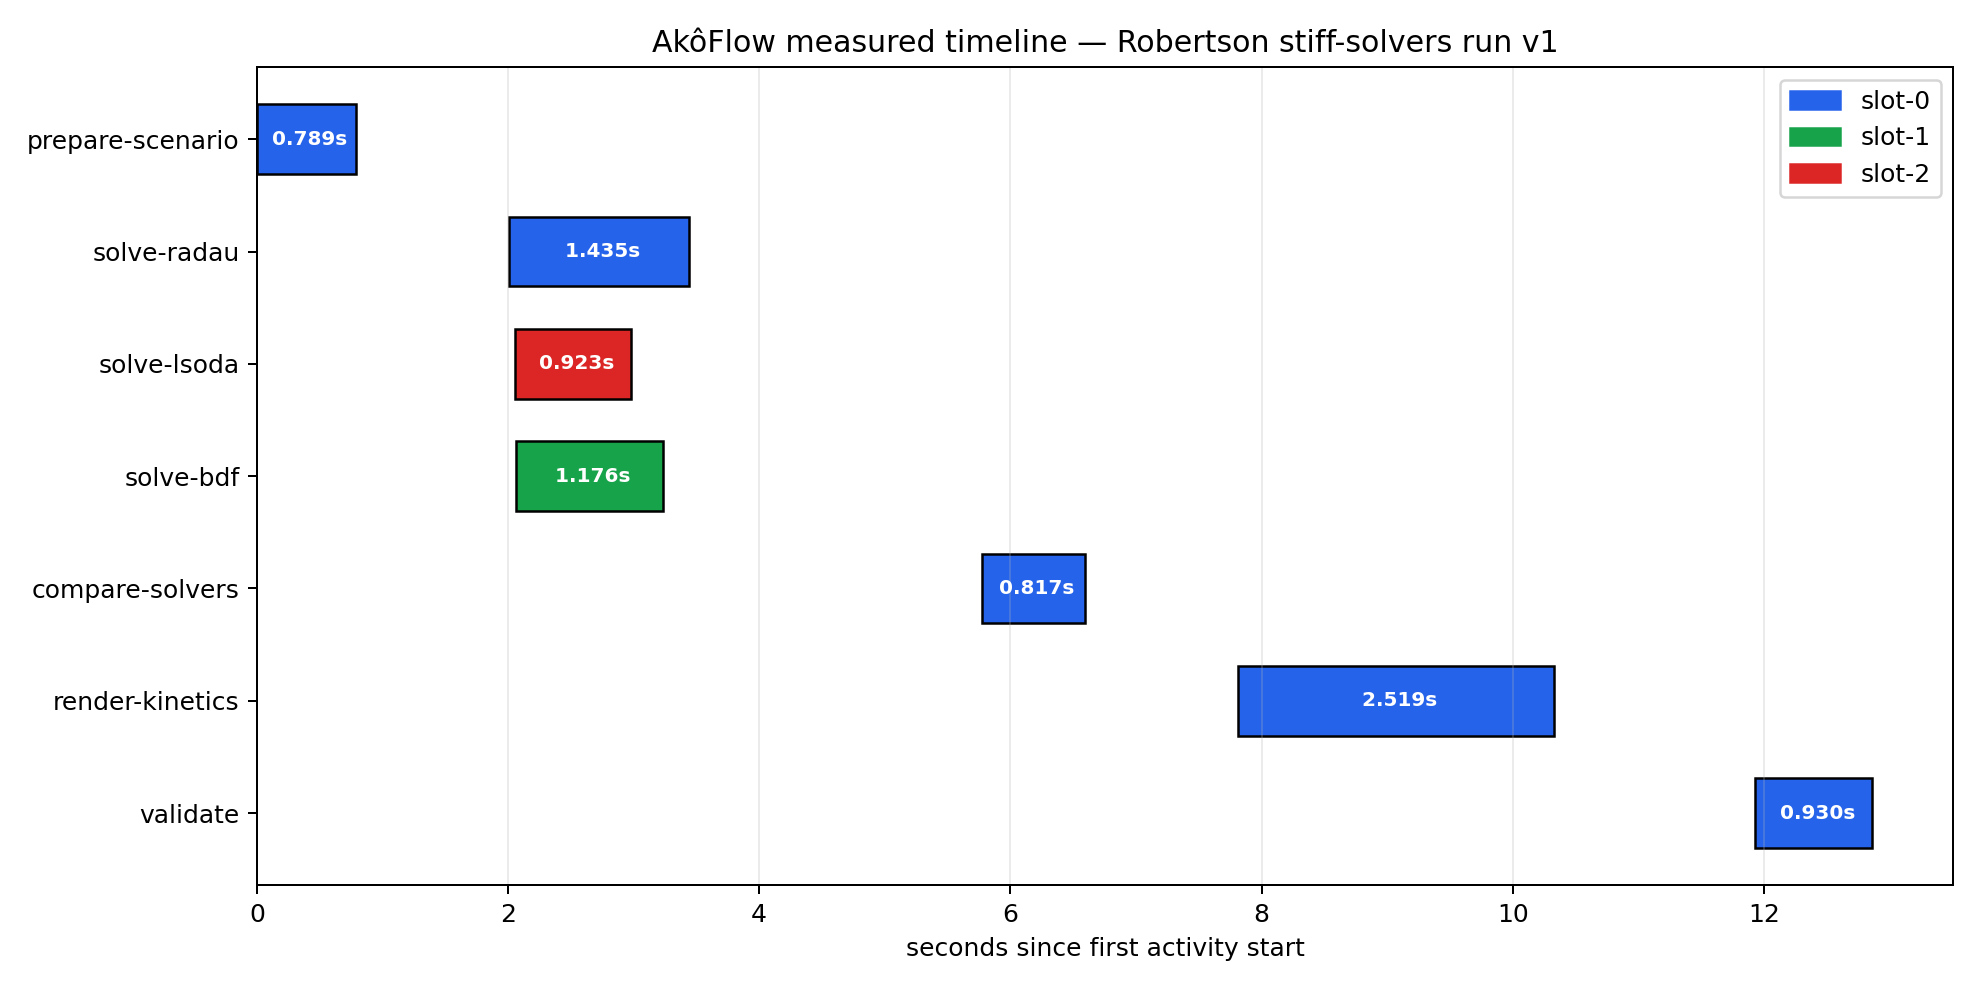 AkôFlow measured timeline — Robertson stiff-solvers run v1
slot-0
slot-1
slot-2
prepare-scenario
0.789s
solve-radau
1.435s
solve-lsoda
0.923s
solve-bdf
1.176s
compare-solvers
0.817s
render-kinetics
2.519s
validate
0.930s
0 2 4 6 8 10 12
seconds since first activity start